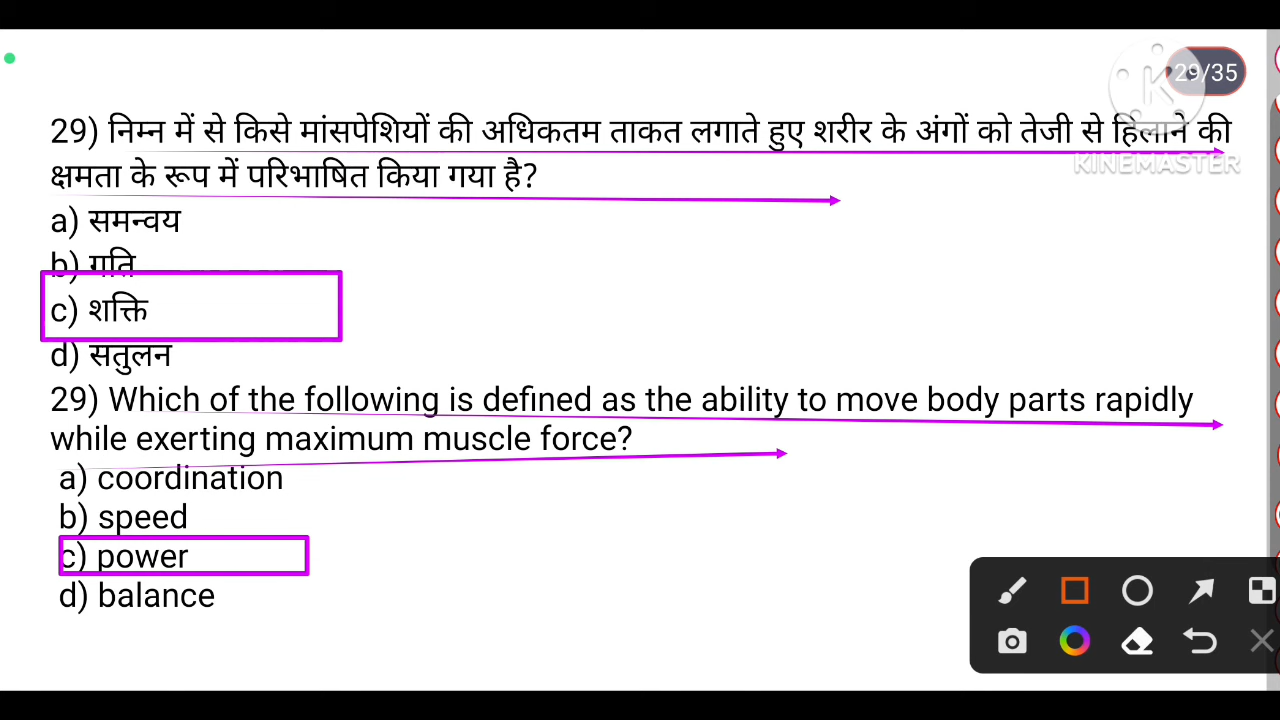 29/35
KINEMASTER
29) निम्न में से किसे मांसपेशियों की अधिकतम ताकत लगाते हुए शरीर के अंगों को तेजी से हिलाने की
क्षमता के रूप में परिभाषित किया गया है?
a) समन्वय
b) गति
c) शक्ति
d) सतुलन
29) Which of the following is defined as the ability to move body parts rapidly
while exerting maximum muscle force?
a) coordination
b) speed
c) power
d) balance